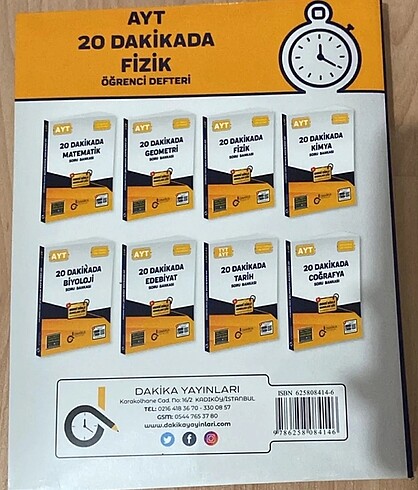 AYT
20 DAKİKADA
FİZİK
ÖĞRENCİ DEFTERİ
AYT
20 DAKİKADA
MATEMATİK
SORU BANKASI
AYT
20 DAKİKADA
GEOMETRİ
SORU BANKASI
AYT
20 DAKİKADA
FİZİK
SORU BANKASI
AYT
20 DAKİKADA
KİMYA
SORU BANKASI
AYT
20 DAKİKADA
BİYOLOJİ
SORU BANKASI
AYT
20 DAKİKADA
EDEBİYAT
SORU BANKASI
TYT
AYT
20 DAKİKADA
TARİH
SORU BANKASI
20 DAKİKADA
COĞRAFYA
SORU BANKASI
DAKİKA YAYINLARI
Karakolhane Cad. No: 16/2 KADIKÖY/İSTANBUL
TEL: 0216 418 36 70 - 330 08 57
GSM: 0544 765 37 80
www.dakikayayinlari.com
ISBN 625808414-6
9 786258 084146